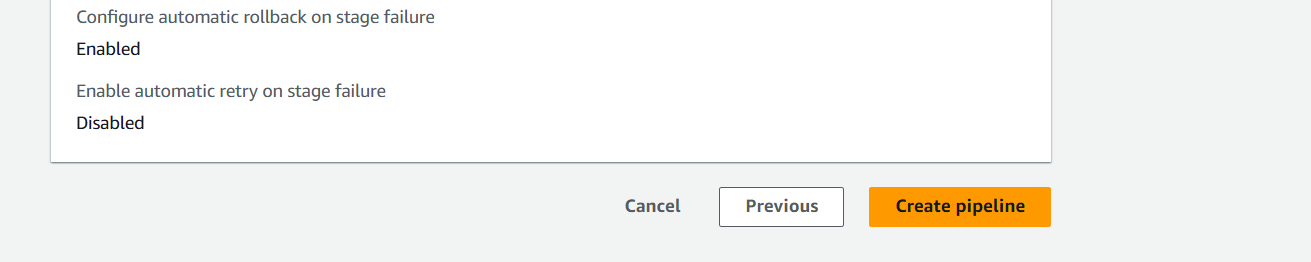 Configure automatic rollback on stage failure
Enabled
Enable automatic retry on stage failure
Disabled
Cancel
Previous
Create pipeline